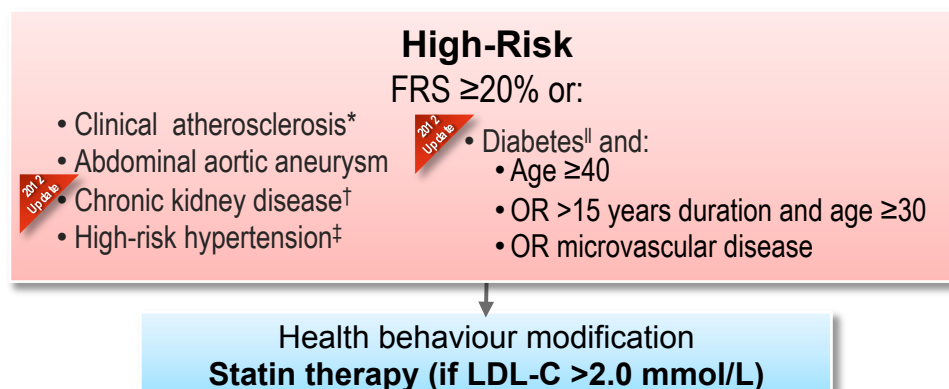 High-Risk
FRS ≥20% or:
• Clinical atherosclerosis*
• Abdominal aortic aneurysm
2012
Update
• Chronic kidney disease†
• High-risk hypertension‡
2012
Update
• Diabetes‖ and:
• Age ≥40
• OR >15 years duration and age ≥30
• OR microvascular disease
Health behaviour modification
Statin therapy (if LDL-C >2.0 mmol/L)